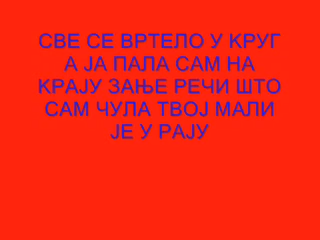 СВЕ СЕ ВРТЕЛО У КРУГ
А ЈА ПАЛА САМ НА
КРАЈУ ЗАЊЕ РЕЧИ ШТО
САМ ЧУЛА ТВОЈ МАЛИ
ЈЕ У РАЈУ